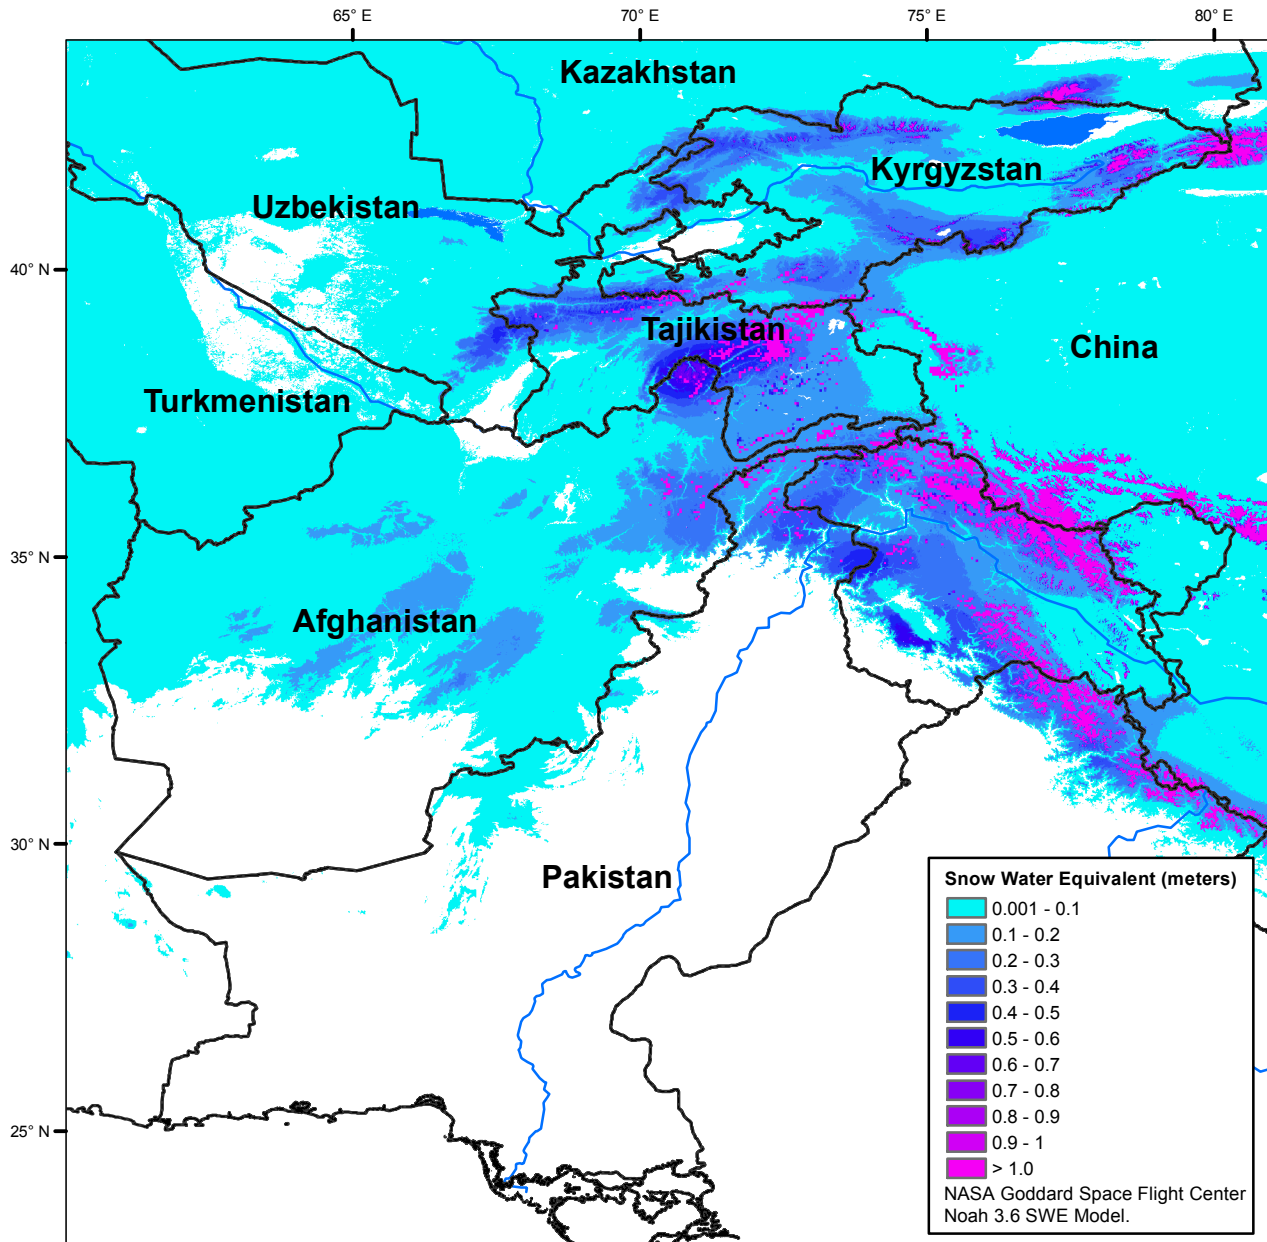 65° E
70° E
75° E
80° E
Kazakhstan
Kyrgyzstan
Uzbekistan
40° N
Tajikistan
China
Turkmenistan
35° N
Afghanistan
30° N
Pakistan
25° N
Snow Water Equivalent (meters)
0.001 - 0.1
0.1 - 0.2
0.2 - 0.3
0.3 - 0.4
0.4 - 0.5
0.5 - 0.6
0.6 - 0.7
0.7 - 0.8
0.8 - 0.9
0.9 - 1
> 1.0
NASA Goddard Space Flight Center
Noah 3.6 SWE Model.